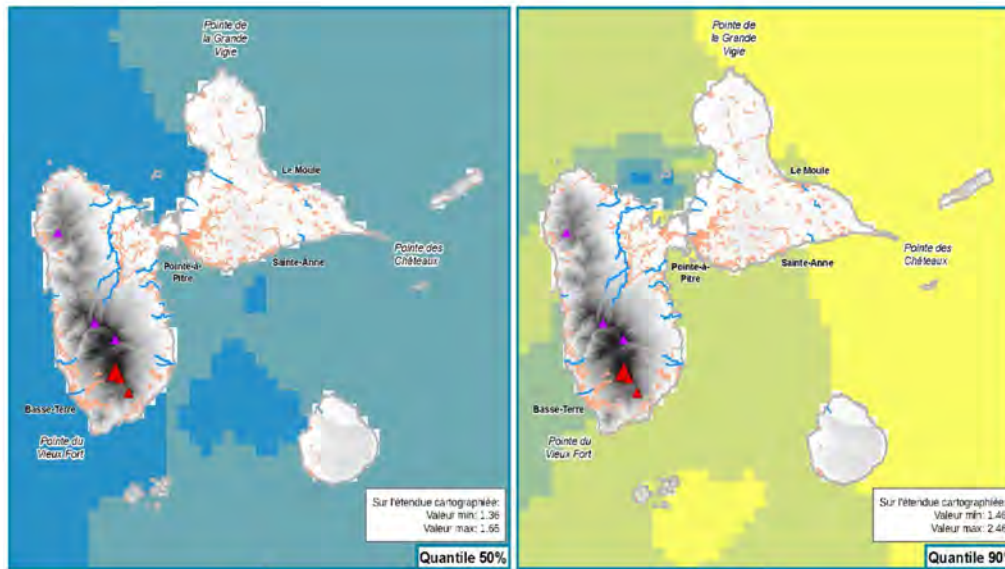 Pointe de
la Grande
Vigie
Le Moule
Pointe des
Châteaux
Sainte-Anne
Pointe-à-
Pitre
Basse-Terre
Pointe du
Vieux Fort
Sur l'étendue cartographiée:
Valeur min: 1.36
Valeur max: 1.65
Quantile 50%
Pointe de
la Grande
Vigie
Le Moule
Pointe des
Châteaux
Sainte-Anne
Pointe-à-
Pitre
Basse-Terre
Pointe du
Vieux Fort
Sur l'étendue cartographiée:
Valeur min: 1.46
Valeur max: 2.46
Quantile 90%